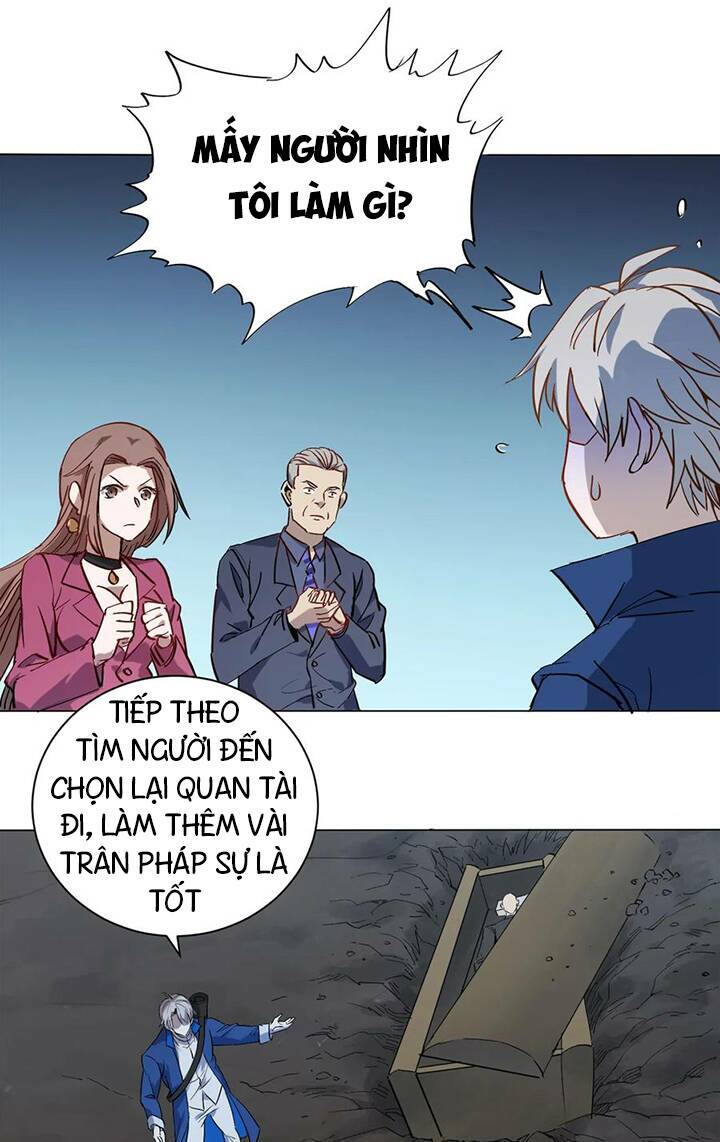 MẤY NGƯỜI NHÌN
TÔI LÀM GÌ?
TIẾP THEO
TÌM NGƯỜI ĐẾN
CHỌN LẠI QUAN TÀI
ĐI, LÀM THÊM VÀI
TRÂN PHÁP SỰ LÀ
TỐT